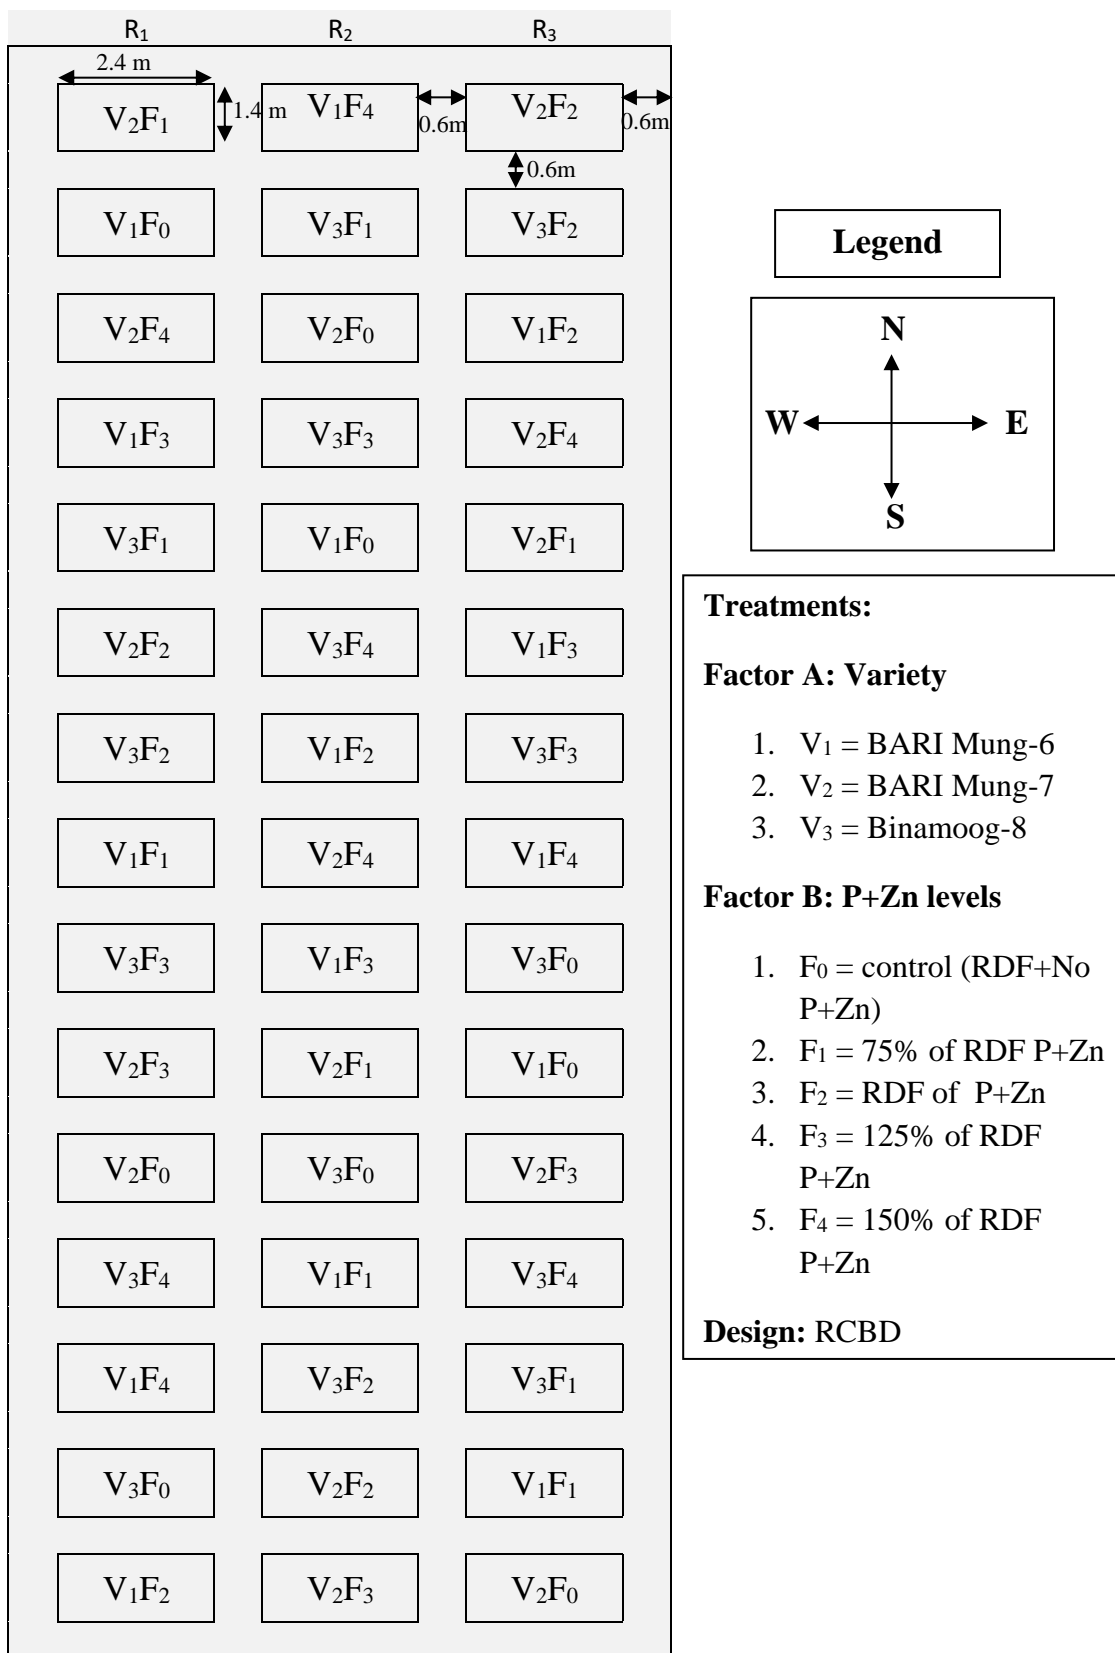 R₁ R₂ R₃
2.4 m
V₂F₁ 1.4 m V₁F₄ 0.6m V₂F₂ 0.6m
0.6m
V₁F₀ V₃F₁ V₃F₂
V₂F₄ V₂F₀ V₁F₂
V₁F₃ V₃F₃ V₂F₄
V₃F₁ V₁F₀ V₂F₁
V₂F₂ V₃F₄ V₁F₃
V₃F₂ V₁F₂ V₃F₃
V₁F₁ V₂F₄ V₁F₄
V₃F₃ V₁F₃ V₃F₀
V₂F₃ V₂F₁ V₁F₀
V₂F₀ V₃F₀ V₂F₃
V₃F₄ V₁F₁ V₃F₄
V₁F₄ V₃F₂ V₃F₁
V₃F₀ V₂F₂ V₁F₁
V₁F₂ V₂F₃ V₂F₀
Legend
N
W E
S
Treatments:
Factor A: Variety
1. V₁ = BARI Mung-6
2. V₂ = BARI Mung-7
3. V₃ = Binamoog-8
Factor B: P+Zn levels
1. F₀ = control (RDF+No
P+Zn)
2. F₁ = 75% of RDF P+Zn
3. F₂ = RDF of P+Zn
4. F₃ = 125% of RDF
P+Zn
5. F₄ = 150% of RDF
P+Zn
Design: RCBD